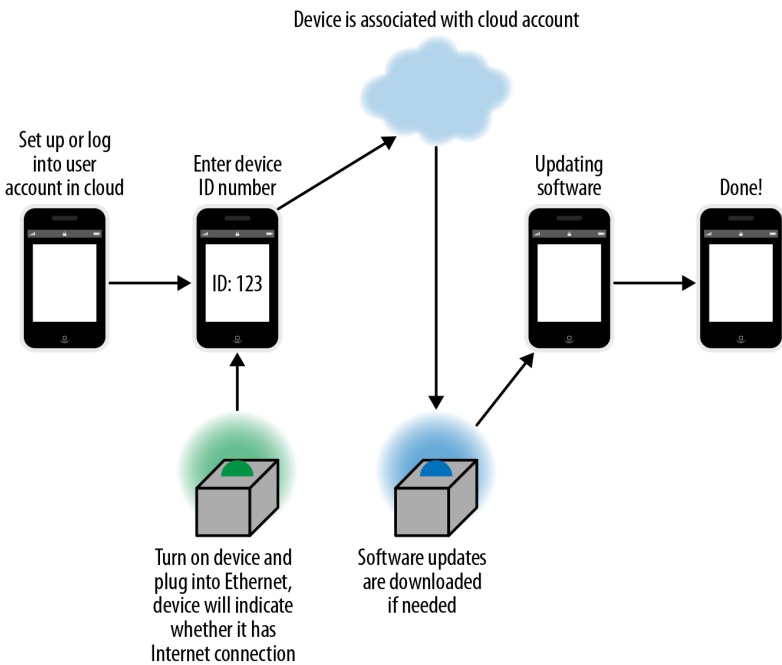 Device is associated with cloud account
Set up or log
into user
account in cloud
Enter device
ID number
Updating
software
Done!
ID: 123
Turn on device and
plug into Ethernet,
device will indicate
whether it has
Internet connection
Software updates
are downloaded
if needed